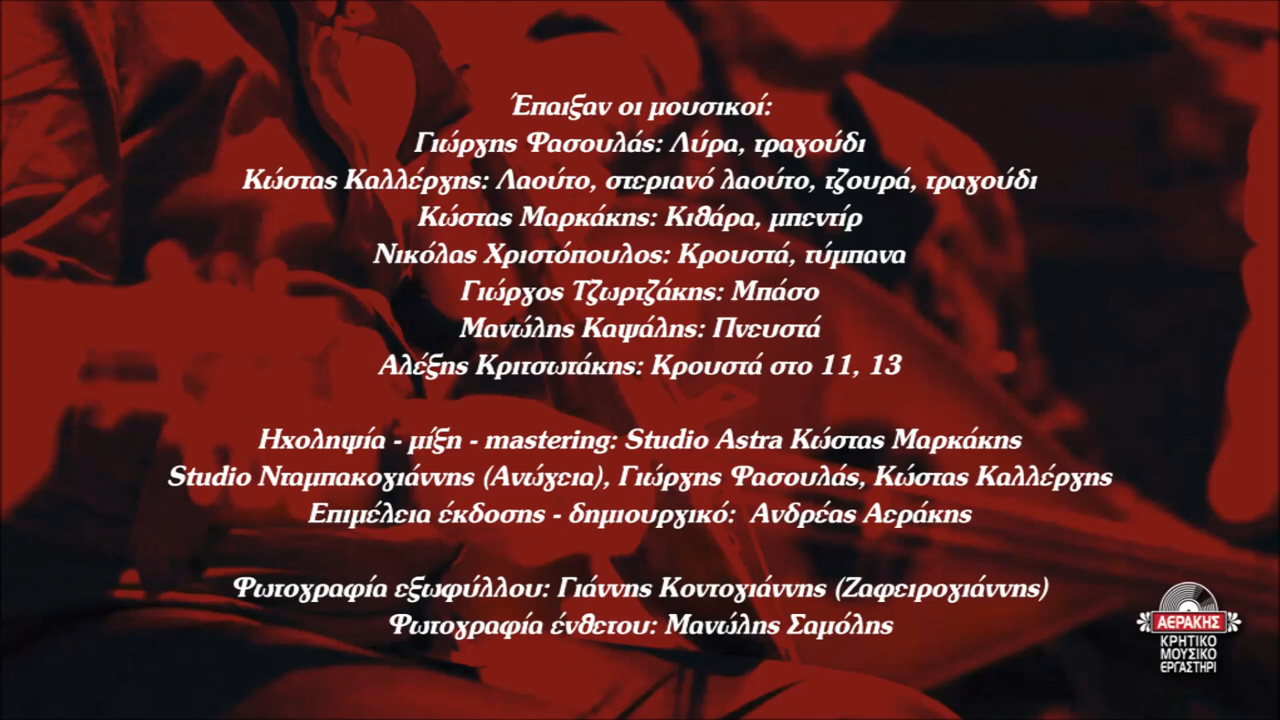 Έπαιξαν οι μουσικοί:
Γιώργης Φασουλάς: Λύρα, τραγούδι
Κώστας Καλλέργης: Λαούτο, στεριανό λαούτο, τζουρά, τραγούδι
Κώστας Μαρκάκης: Κιθάρα, μπεντίρ
Νικόλας Χριστόπουλος: Κρουστά, τύμπανα
Γιώργος Τζωρτζάκης: Μπάσο
Μανώλης Καψάλης: Πνευστά
Αλέξης Κριτσωτάκης: Κρουστά στο 11, 13
Ηχοληψία - μίξη - mastering: Studio Astra Κώστας Μαρκάκης
Studio Νταμπακογιάννης (Ανώγεια), Γιώργης Φασουλάς, Κώστας Καλλέργης
Επιμέλεια έκδοσης - δημιουργικό: Ανδρέας Αεράκης
Φωτογραφία εξωφύλλου: Γιάννης Κοντογιάννης (Ζαφειρογιάννης)
Φωτογραφία ένθετου: Μανώλης Σαμόλης
ΑΕΡΑΚΗΣ
ΚΡΗΤΙΚΟ
ΜΟΥΣΙΚΟ
ΕΡΓΑΣΤΗΡΙ